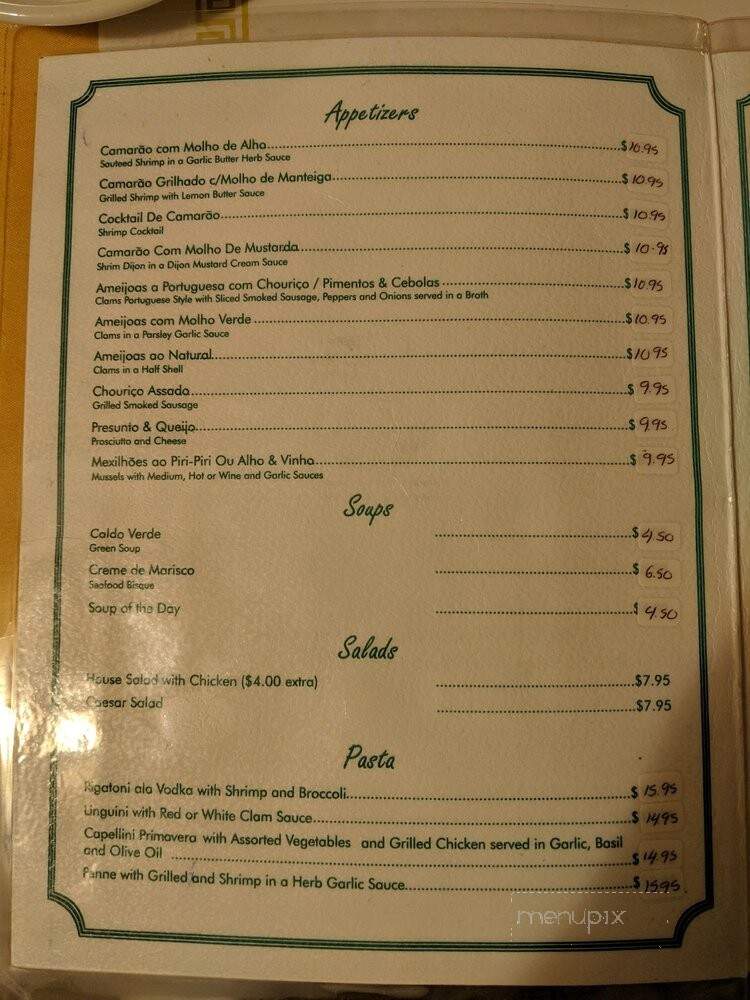 Appetizers
Camarão com Molho de Alho $10.95
Sauteed Shrimp in a Garlic Butter Herb Sauce
Camarão Grilhado c/Molho de Manteiga $10.95
Grilled Shrimp with Lemon Butter Sauce
Cocktail De Camarão $10.95
Shrimp Cocktail
Camarão Com Molho De Mustarda $10.95
Shrim Dijon in a Dijon Mustard Cream Sauce
Ameijoas a Portuguesa com Chouriço / Pimentos & Cebolas $10.95
Clams Portuguese Style with Sliced Smoked Sausage, Peppers and Onions served in a Broth
Ameijoas com Molho Verde $10.95
Clams in a Parsley Garlic Sauce
Ameijoas ao Natural $10.95
Clams in a Half Shell
Chouriço Assado $9.95
Grilled Smoked Sausage
Presunto & Queijo $9.95
Prosciutto and Cheese
Mexilhões ao Piri-Piri Ou Alho & Vinho $9.95
Mussels with Medium, Hot or Wine and Garlic Sauces
Soups
Caldo Verde $4.50
Green Soup
Creme de Marisco $6.50
Seafood Bisque
Soup of the Day $4.50
Salads
House Salad with Chicken ($4.00 extra) $7.95
Caesar Salad $7.95
Pasta
Rigatoni ala Vodka with Shrimp and Broccoli $15.95
Linguini with Red or White Clam Sauce $14.95
Capellini Primavera with Assorted Vegetables and Grilled Chicken served in Garlic, Basil
and Olive Oil $14.95
Penne with Grilled and Shrimp in a Herb Garlic Sauce $15.95
menupix